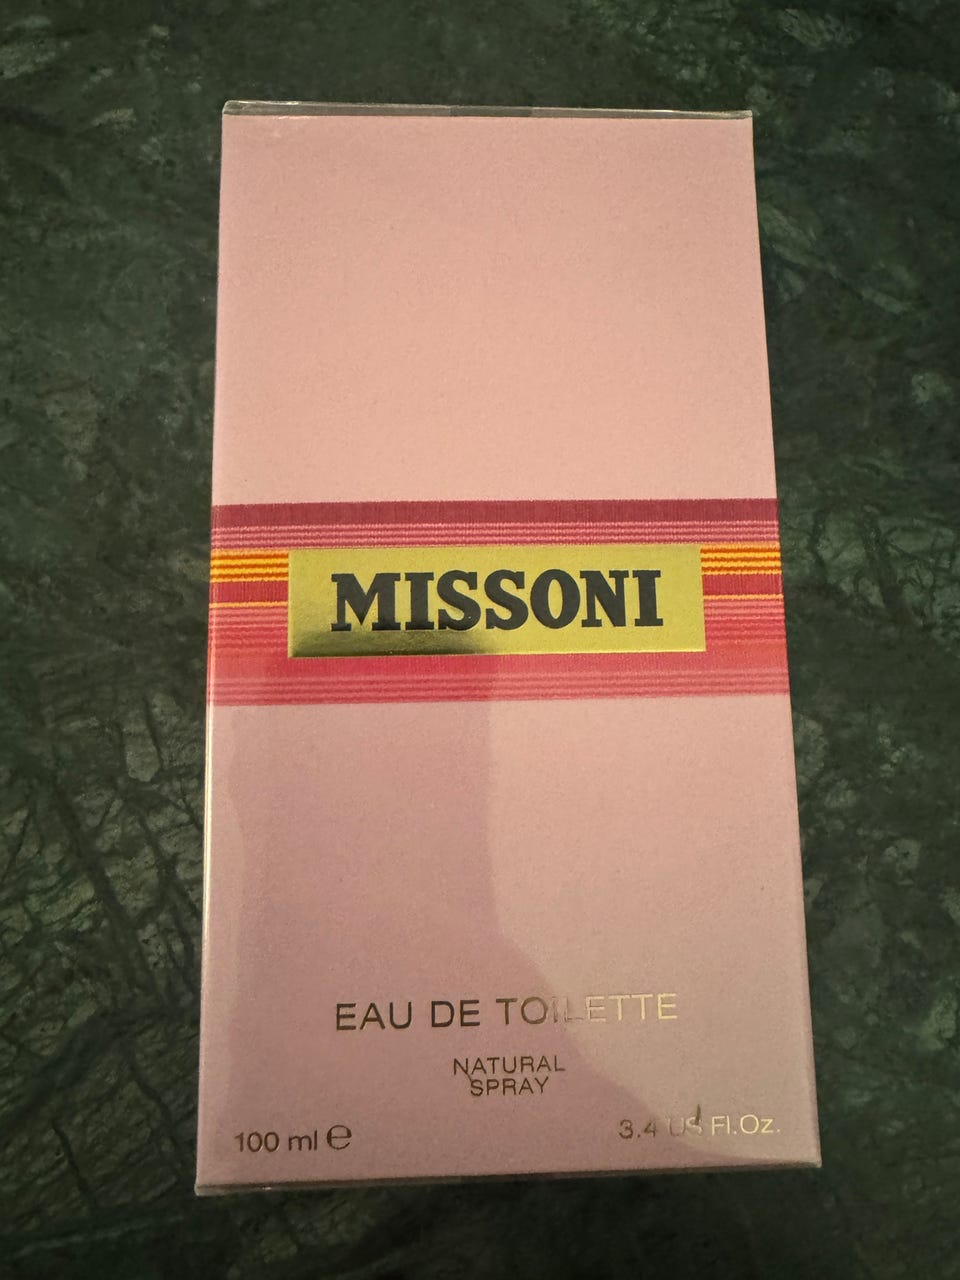 MISSONI
EAU DE TOILETTE
NATURAL
SPRAY
100 ml ℮
3.4 US Fl.Oz.